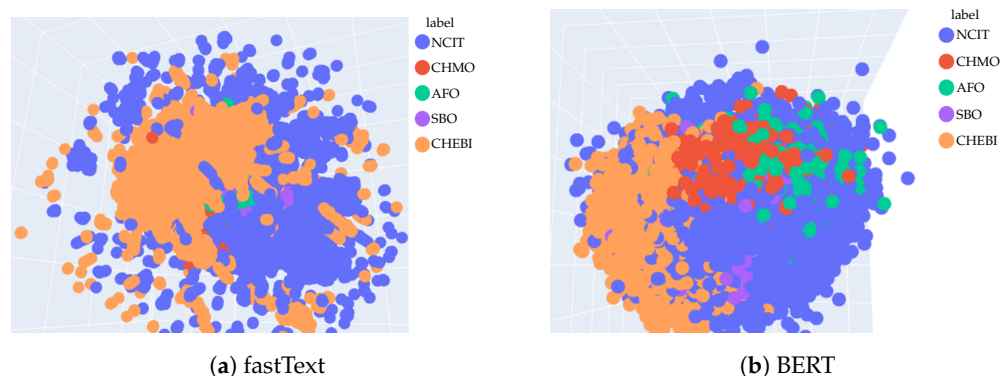 label
NCIT
CHMO
AFO
SBO
CHEBI
(a) fastText
label
NCIT
CHMO
AFO
SBO
CHEBI
(b) BERT